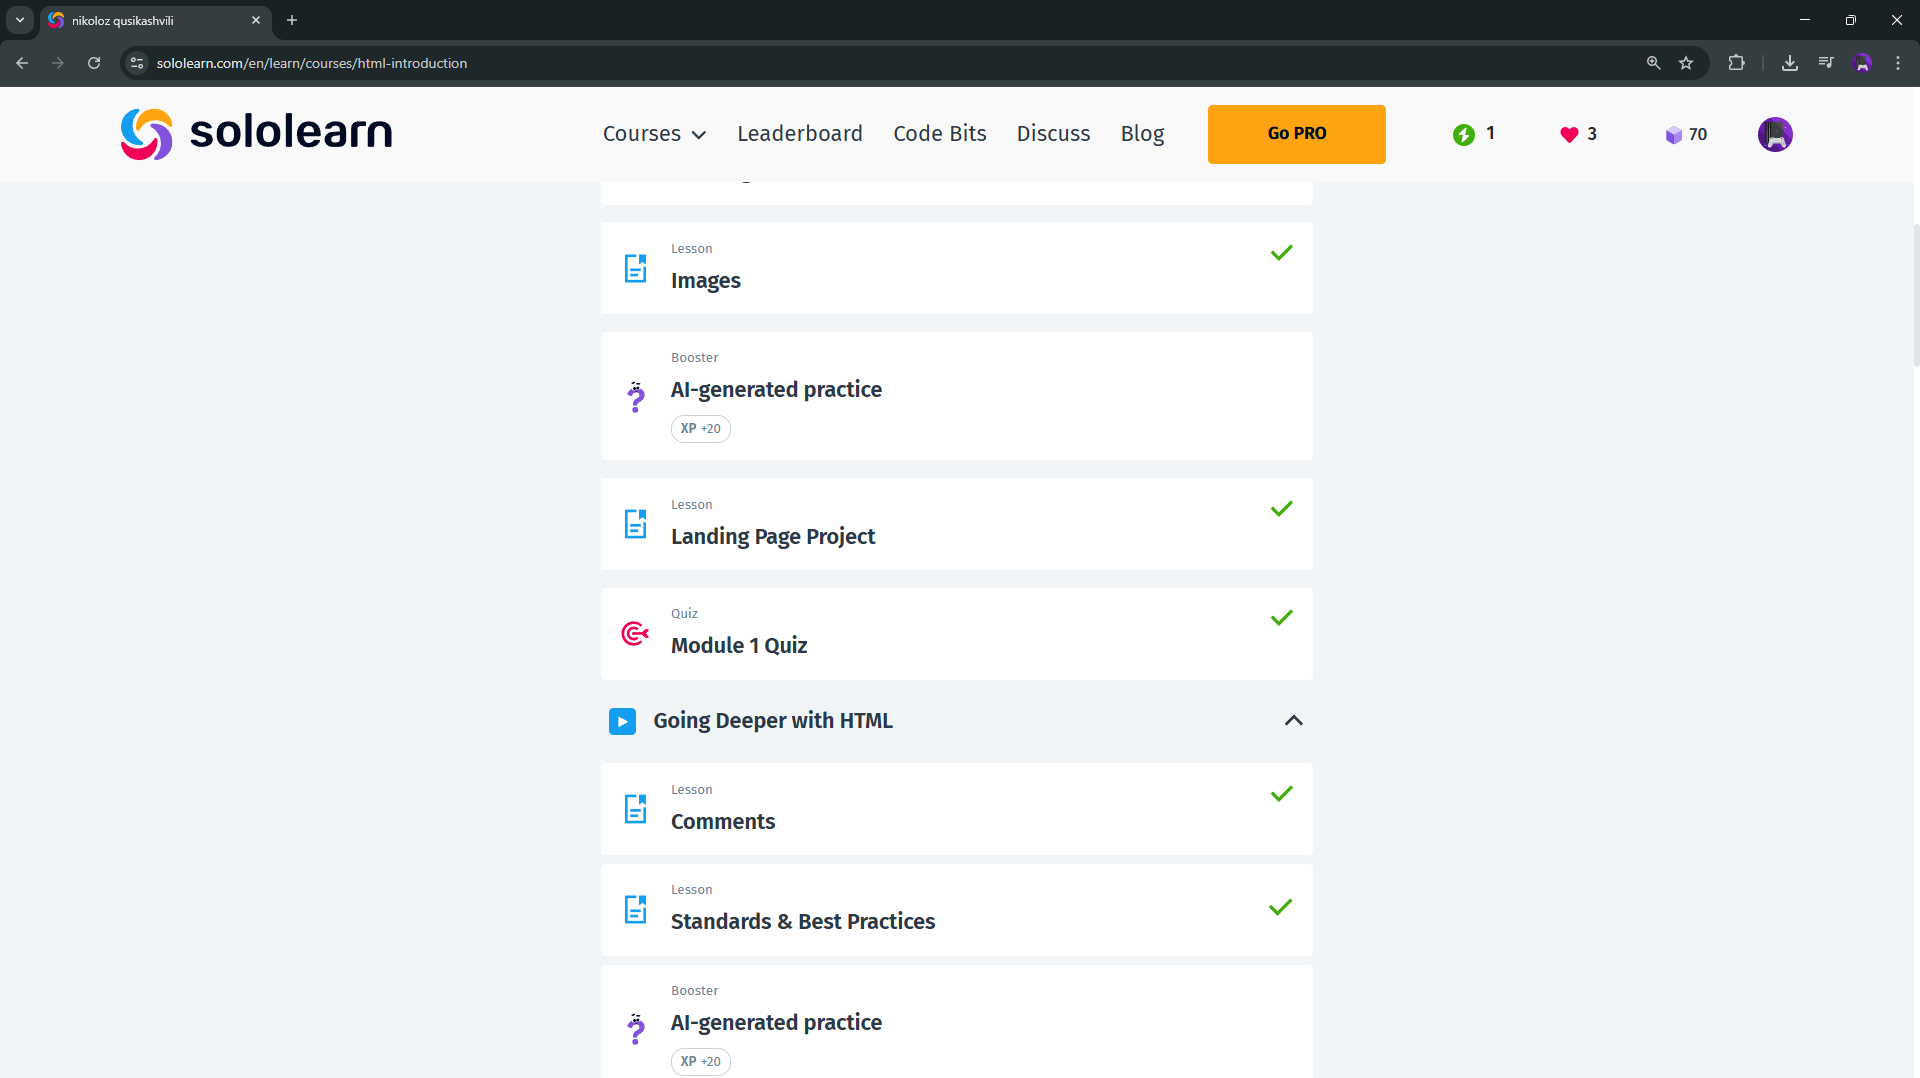 nikoloz qusikashvili
sololearn.com/en/learn/courses/html-introduction
sololearn
Courses
Leaderboard
Code Bits
Discuss
Blog
Go PRO
1
3
70
Lesson
Images
Booster
AI-generated practice
XP +20
Lesson
Landing Page Project
Quiz
Module 1 Quiz
Going Deeper with HTML
Lesson
Comments
Lesson
Standards & Best Practices
Booster
AI-generated practice
XP +20